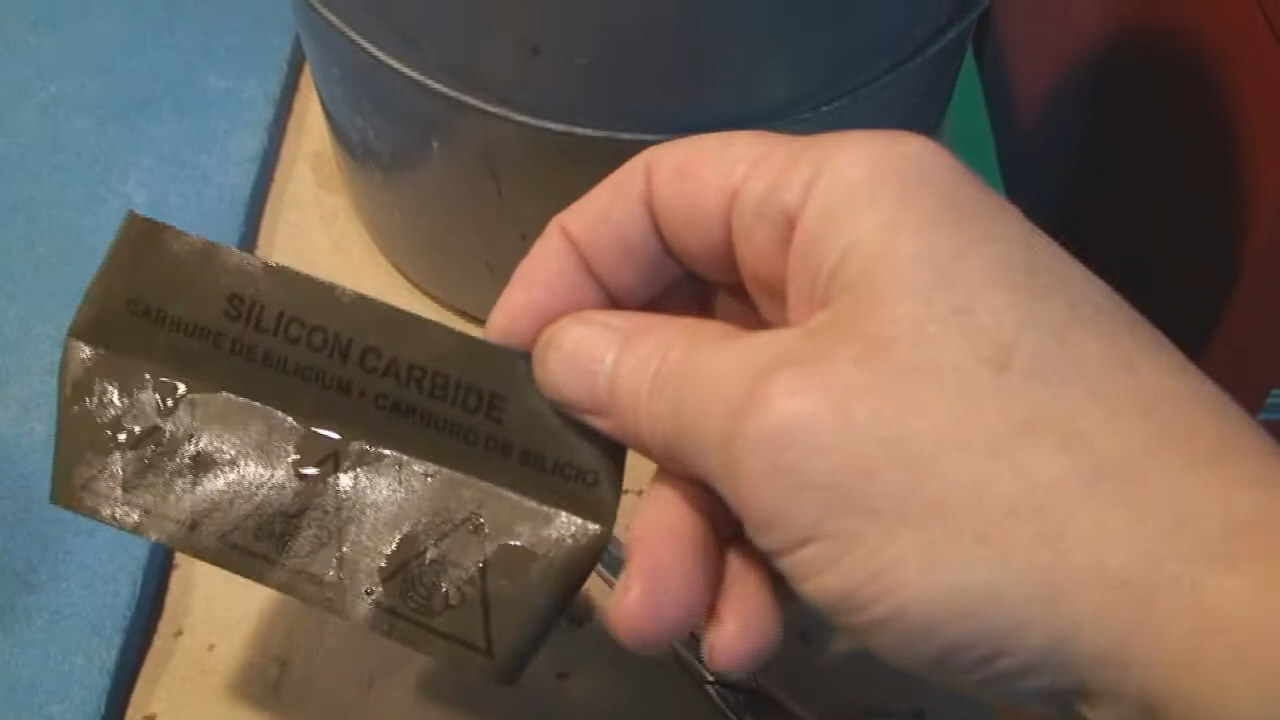 SILICON CARBIDE
CARBURE DE SILICIUM • CARBURO DE SILICIO